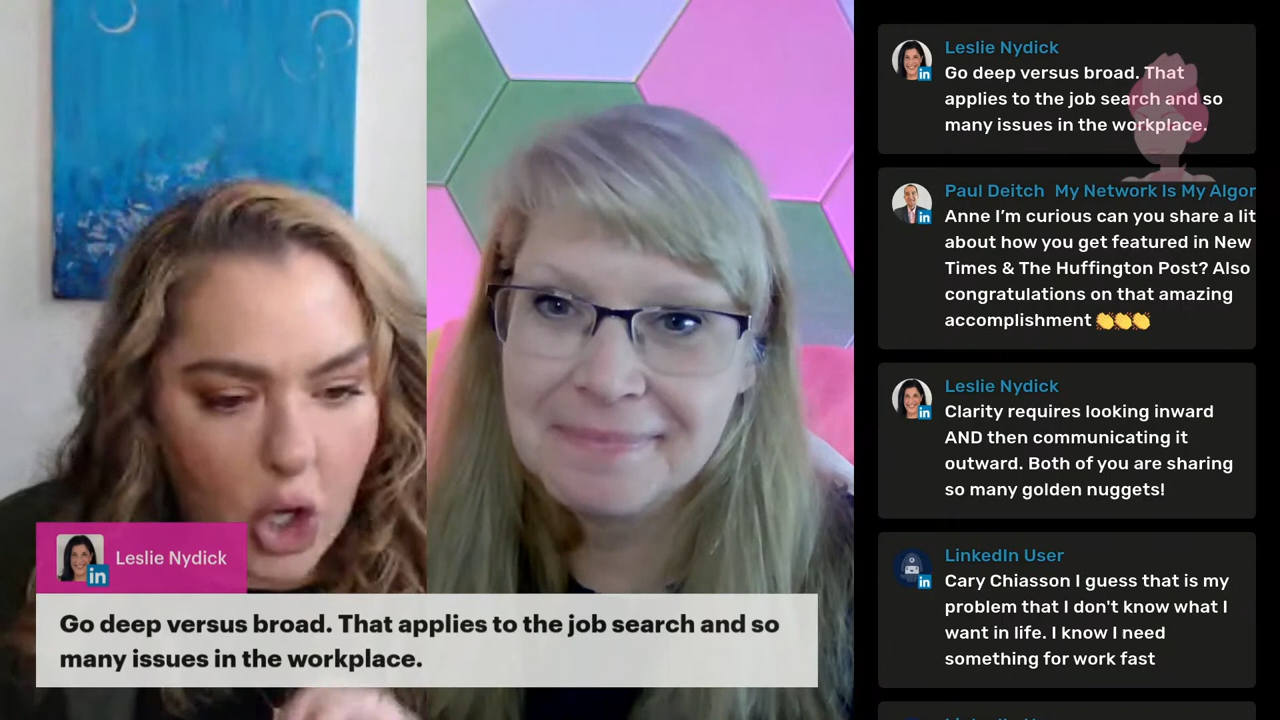 Leslie Nydick
Go deep versus broad. That applies to the job search and so
many issues in the workplace.
Leslie Nydick
Go deep versus broad. That
applies to the job search and so
many issues in the workplace.
Paul Deitch My Network Is My Algor
Anne I’m curious can you share a lit
about how you get featured in New
Times & The Huffington Post? Also
congratulations on that amazing
accomplishment 👏👏👏
Leslie Nydick
Clarity requires looking inward
AND then communicating it
outward. Both of you are sharing
so many golden nuggets!
LinkedIn User
Cary Chiasson I guess that is my
problem that I don't know what I
want in life. I know I need
something for work fast